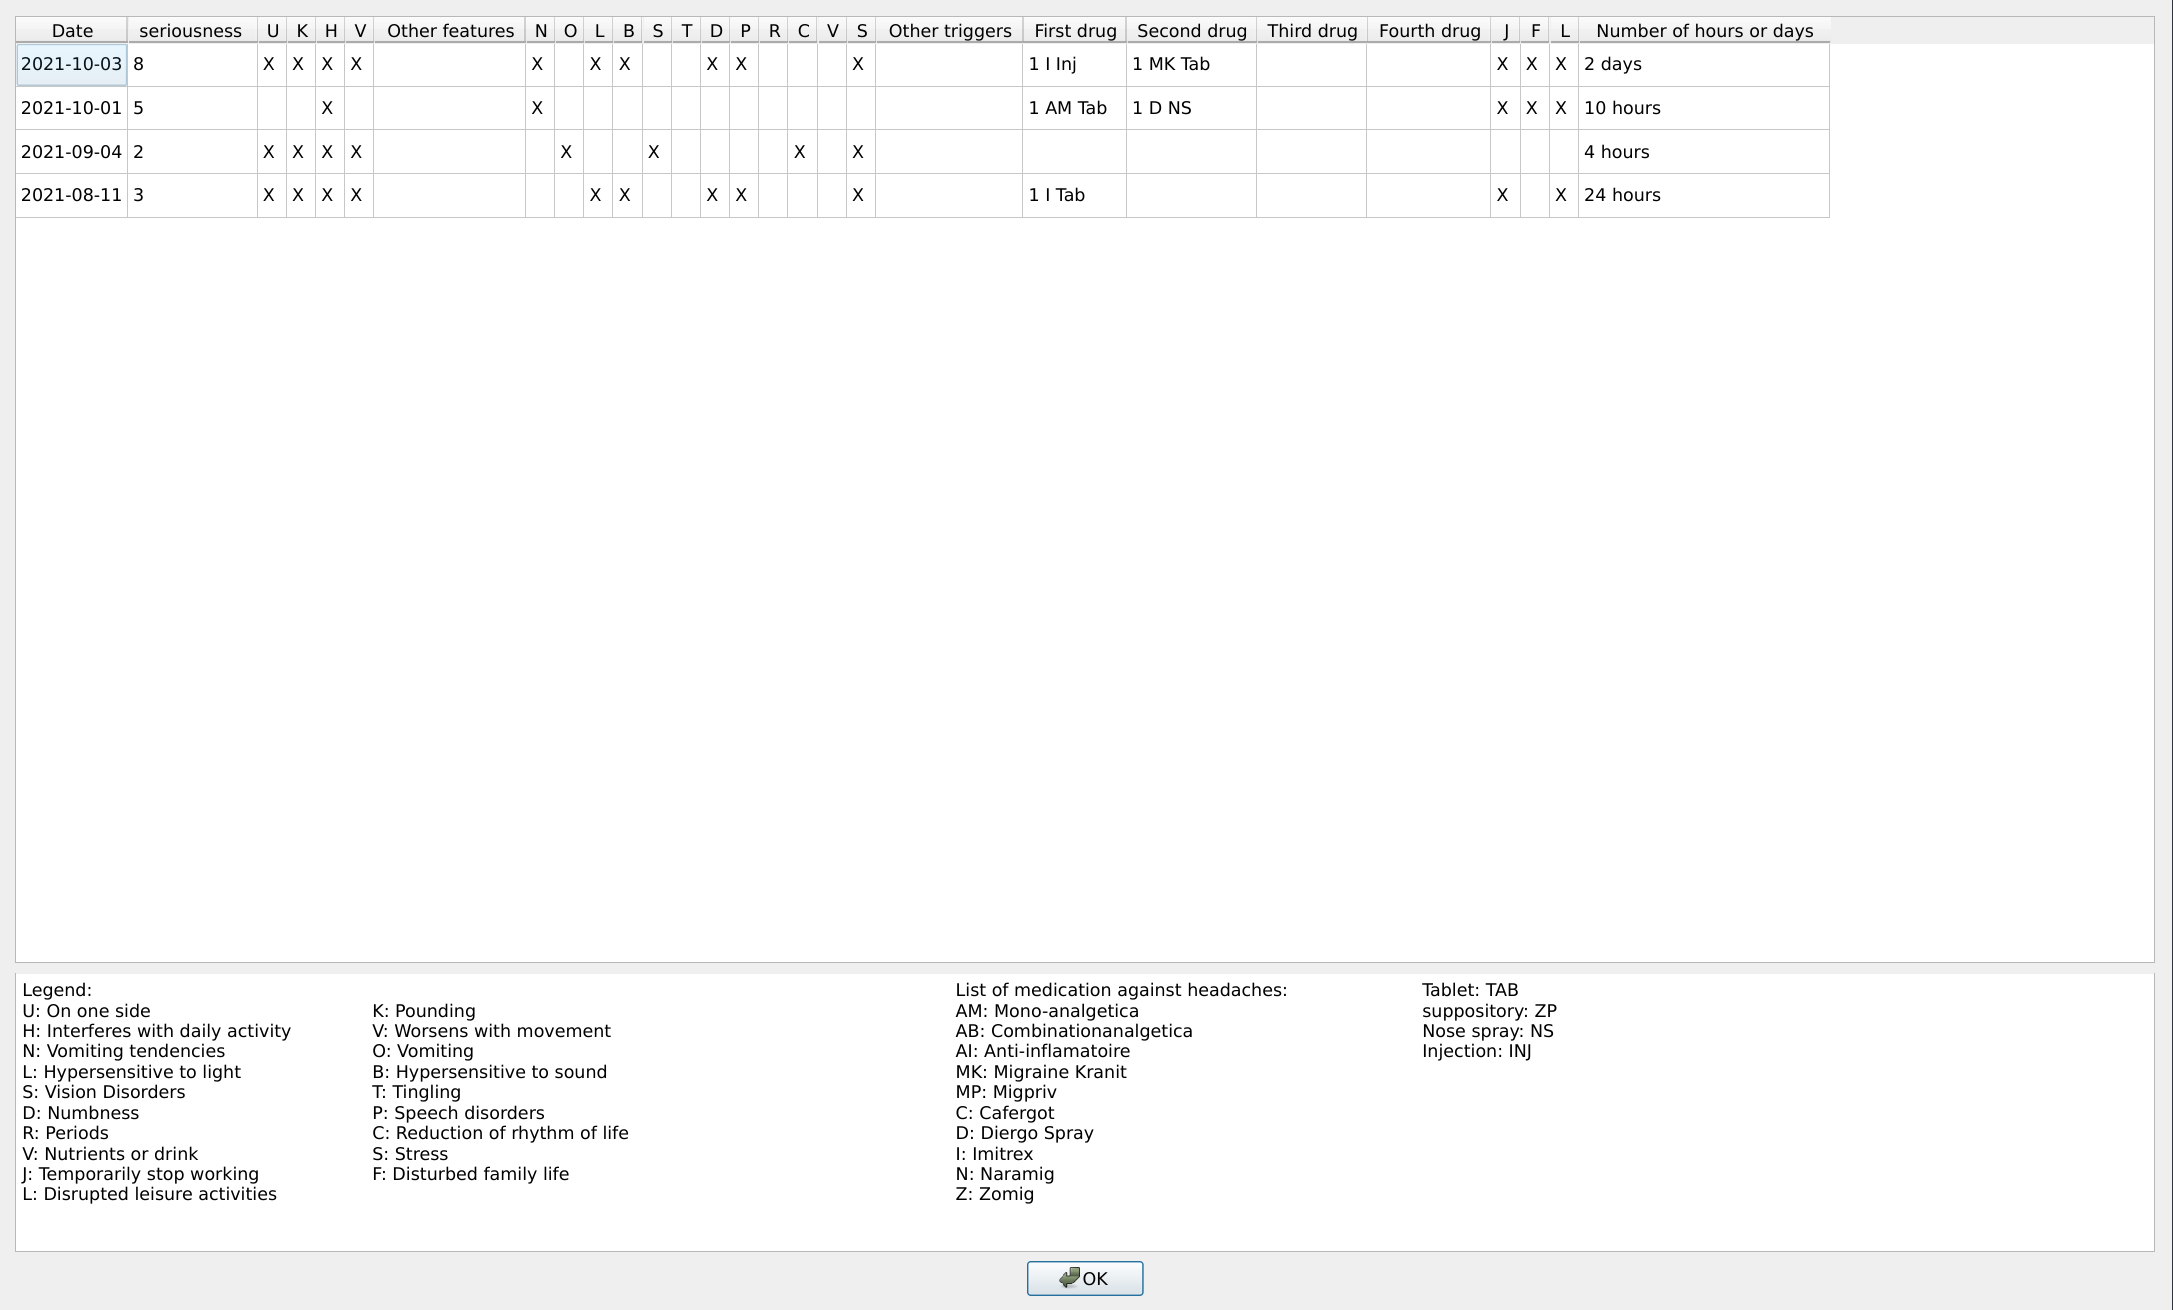 Date seriousness U K H V Other features N O L B S T D P R C V S Other triggers First drug Second drug Third drug Fourth drug J F L Number of hours or days
2021-10-03 8 X X X X X X X X X X 1 I Inj 1 MK Tab X X X 2 days
2021-10-01 5 X X 1 AM Tab 1 D NS X X X 10 hours
2021-09-04 2 X X X X X X X X 4 hours
2021-08-11 3 X X X X X X X X X 1 I Tab X X 24 hours
Legend:
U: On one side K: Pounding
H: Interferes with daily activity V: Worsens with movement
N: Vomiting tendencies O: Vomiting
L: Hypersensitive to light B: Hypersensitive to sound
S: Vision Disorders T: Tingling
D: Numbness P: Speech disorders
R: Periods C: Reduction of rhythm of life
V: Nutrients or drink S: Stress
J: Temporarily stop working F: Disturbed family life
L: Disrupted leisure activities
List of medication against headaches:
AM: Mono-analgetica
AB: Combinationanalgetica
AI: Anti-inflamatoire
MK: Migraine Kranit
MP: Migpriv
C: Cafergot
D: Diergo Spray
I: Imitrex
N: Naramig
Z: Zomig
Tablet: TAB
suppository: ZP
Nose spray: NS
Injection: INJ
OK